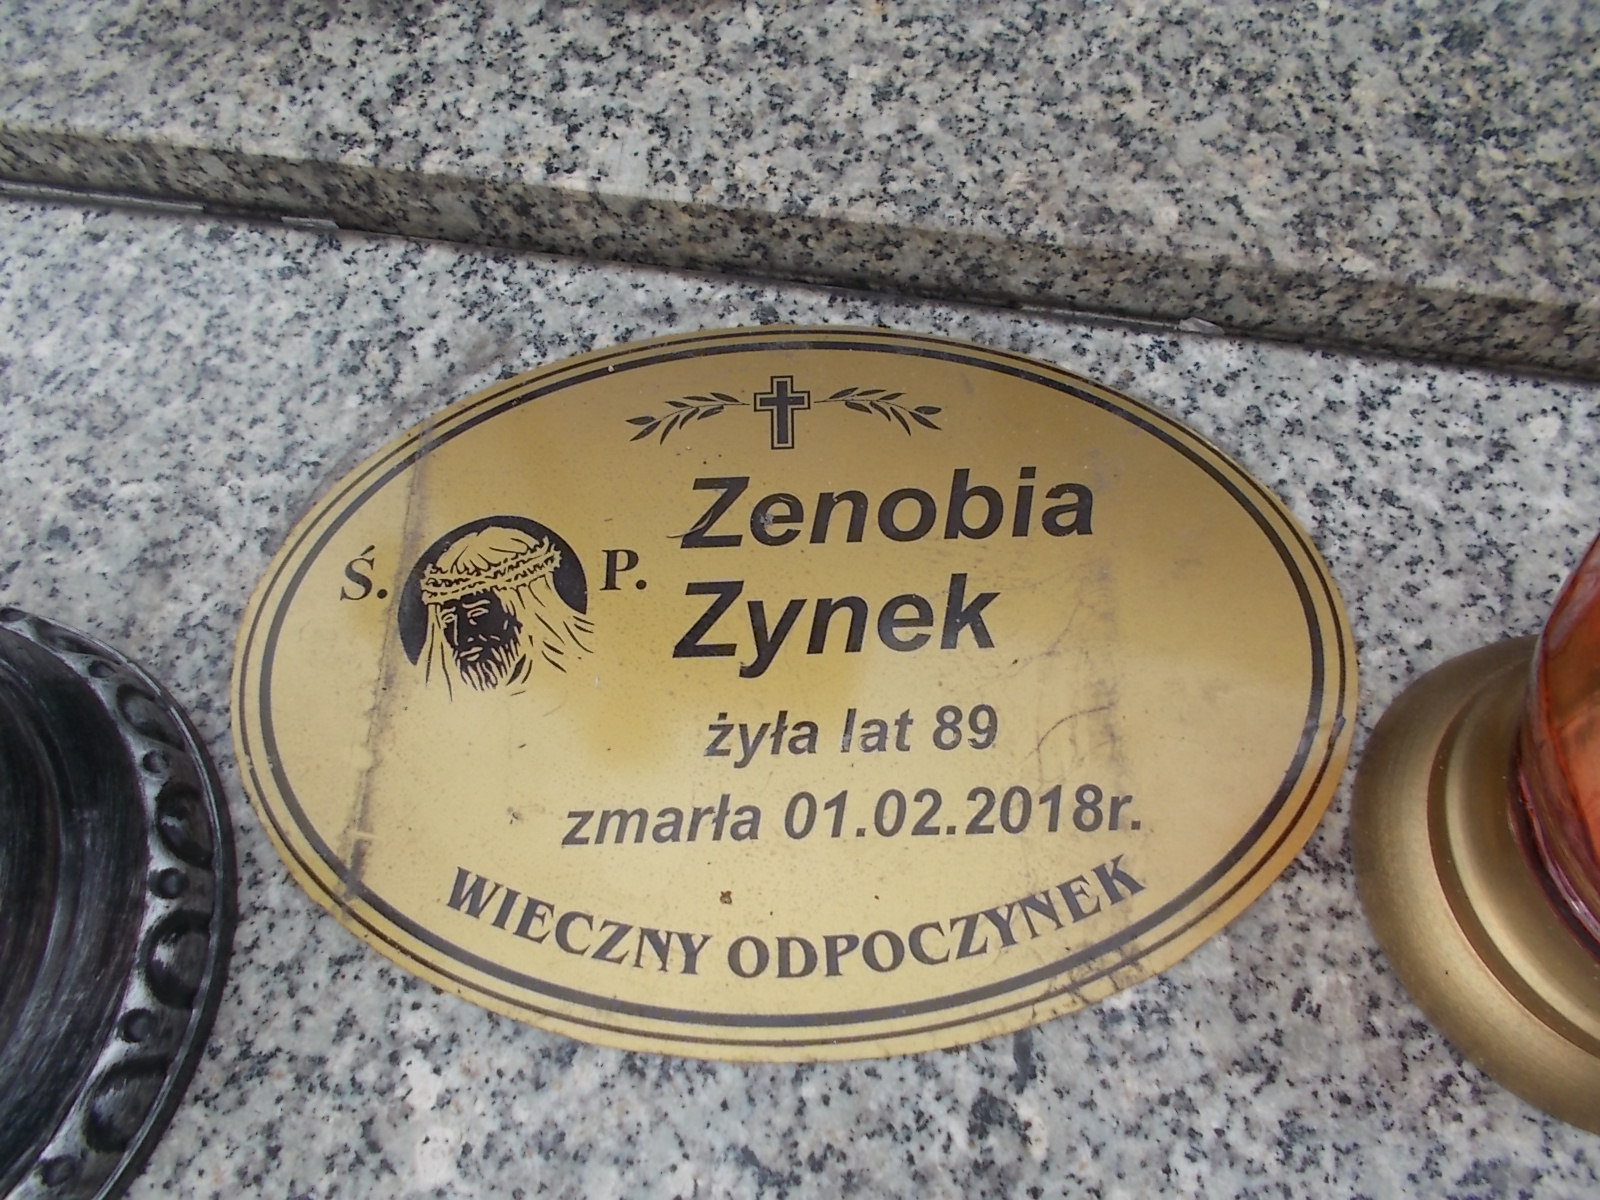 Ś. P.
Zenobia
Zynek
żyła lat 89
zmarła 01.02.2018r.
WIECZNY ODPOCZYNEK